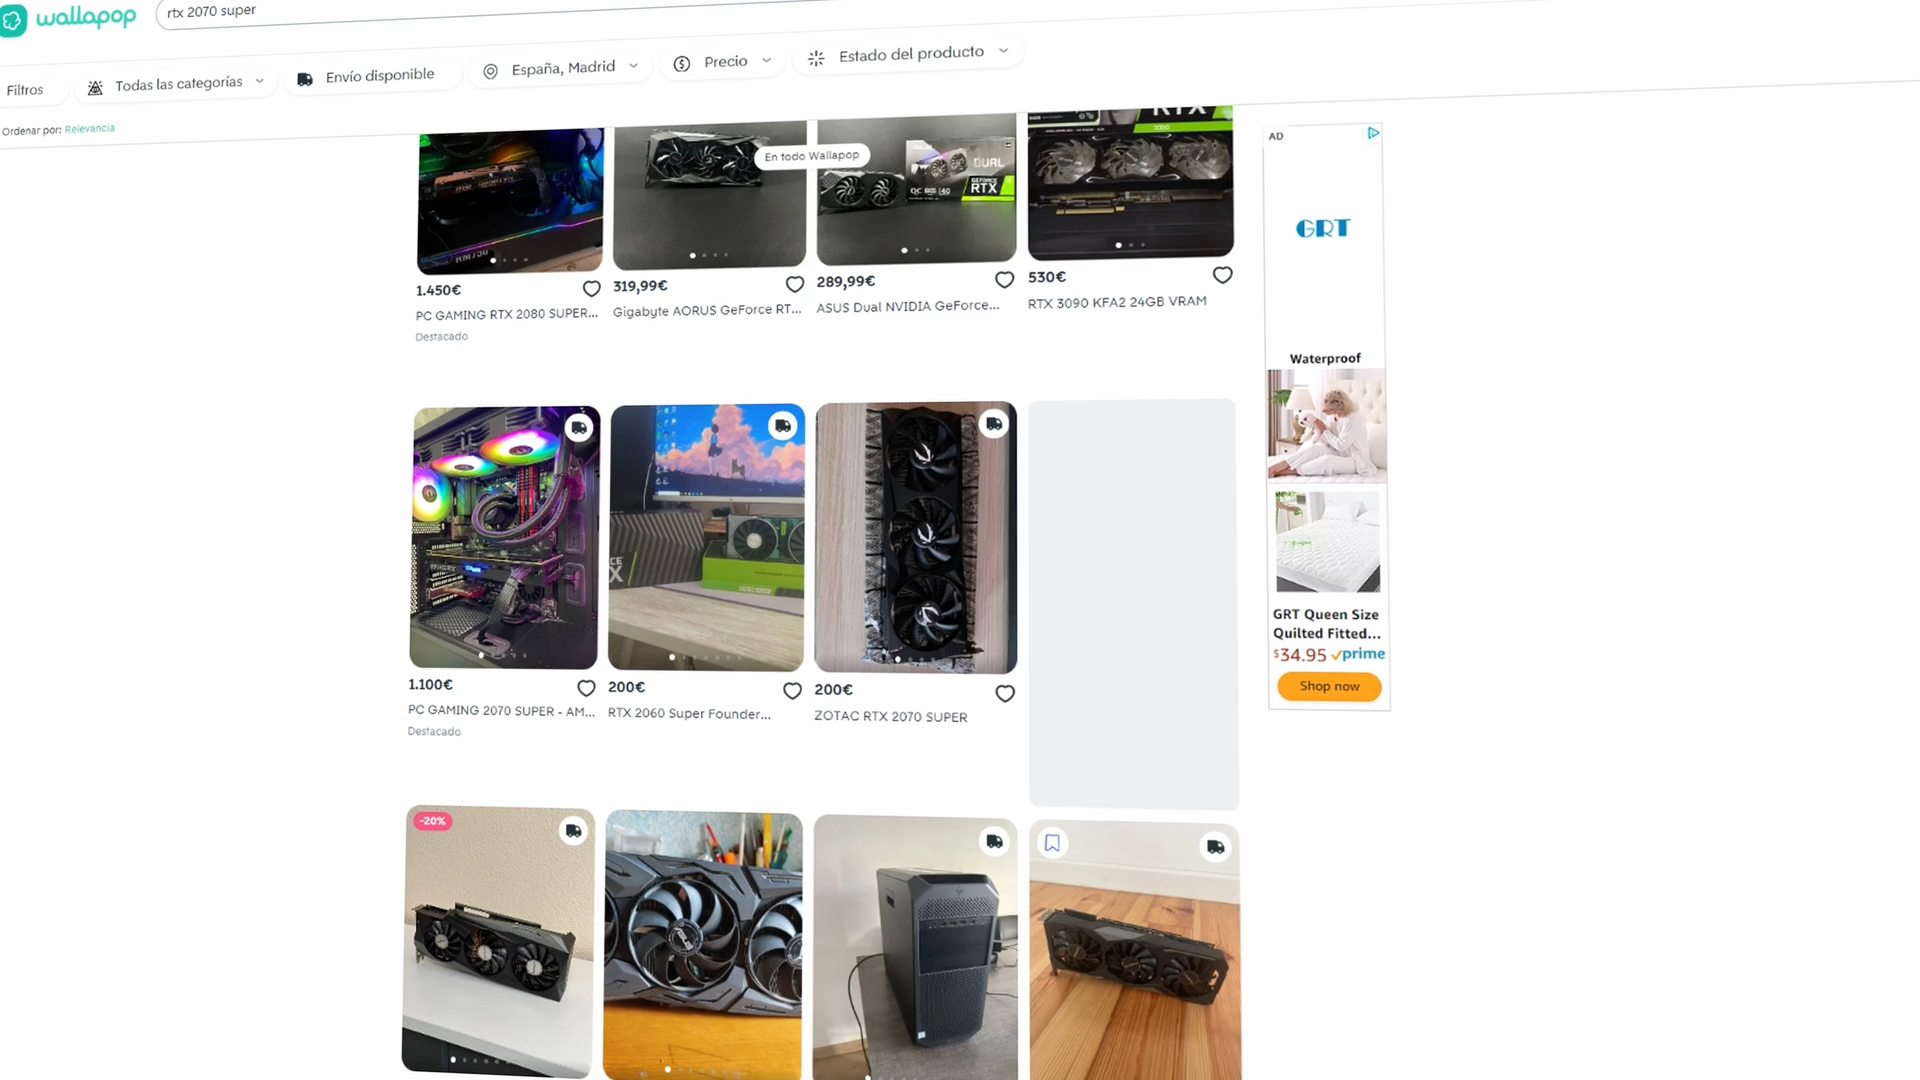 wallapop
rtx 2070 super
Filtros
Todas las categorías
Envío disponible
España, Madrid
Precio
Estado del producto
Ordenar por: Relevancia
En todo Wallapop
DUAL
GEFORCE
RTX
RTX
1.450€
PC GAMING RTX 2080 SUPER...
Destacado
319,99€
Gigabyte AORUS GeForce RT...
289,99€
ASUS Dual NVIDIA GeForce...
530€
RTX 3090 KFA2 24GB VRAM
1.100€
PC GAMING 2070 SUPER - AM...
Destacado
200€
RTX 2060 Super Founder...
200€
ZOTAC RTX 2070 SUPER
-20%
AD
GRT
Waterproof
GRT Queen Size
Quilted Fitted...
$34.95 prime
Shop now